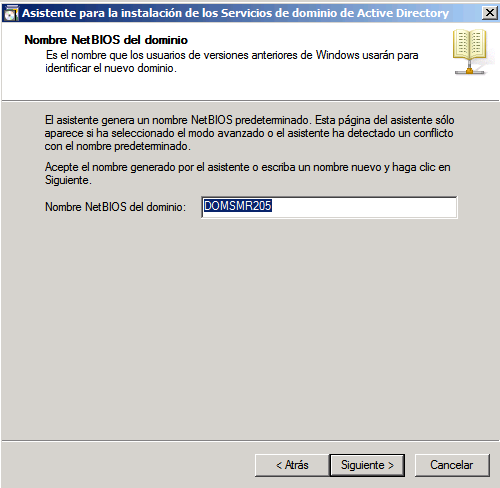 Asistente para la instalación de los Servicios de dominio de Active Directory
Nombre NetBIOS del dominio
Es el nombre que los usuarios de versiones anteriores de Windows usarán para
identificar el nuevo dominio.
El asistente genera un nombre NetBIOS predeterminado. Esta página del asistente sólo
aparece si ha seleccionado el modo avanzado o el asistente ha detectado un conflicto
con el nombre predeterminado.
Acepte el nombre generado por el asistente o escriba un nombre nuevo y haga clic en
Siguiente.
Nombre NetBIOS del dominio: DOMSMR205
< Atrás Siguiente > Cancelar